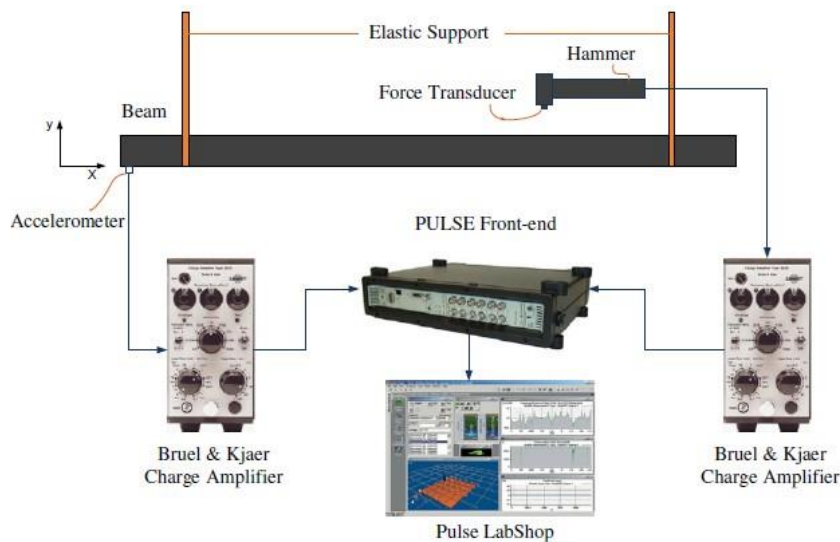 Elastic Support
Hammer
Force Transducer
Beam
y
X
Accelerometer
PULSE Front-end
Bruel & Kjaer
Charge Amplifier
Bruel & Kjaer
Charge Amplifier
Pulse LabShop